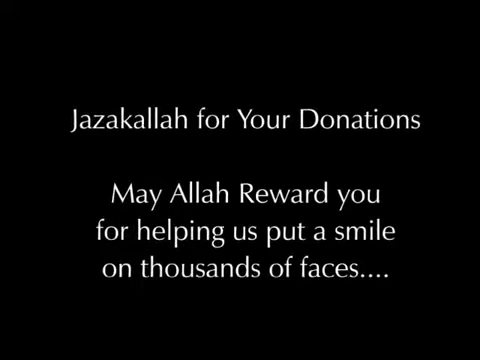 Jazakallah for Your Donations
May Allah Reward you
for helping us put a smile
on thousands of faces....